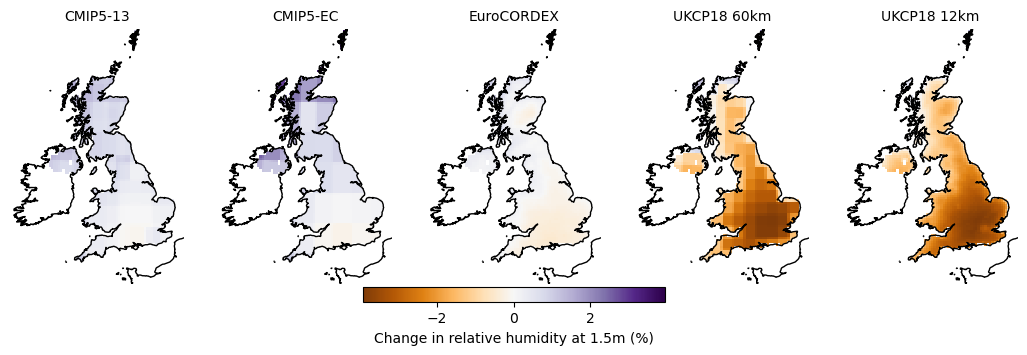 CMIP5-13 CMIP5-EC EuroCORDEX UKCP18 60km UKCP18 12km
−2 0 2
Change in relative humidity at 1.5m (%)